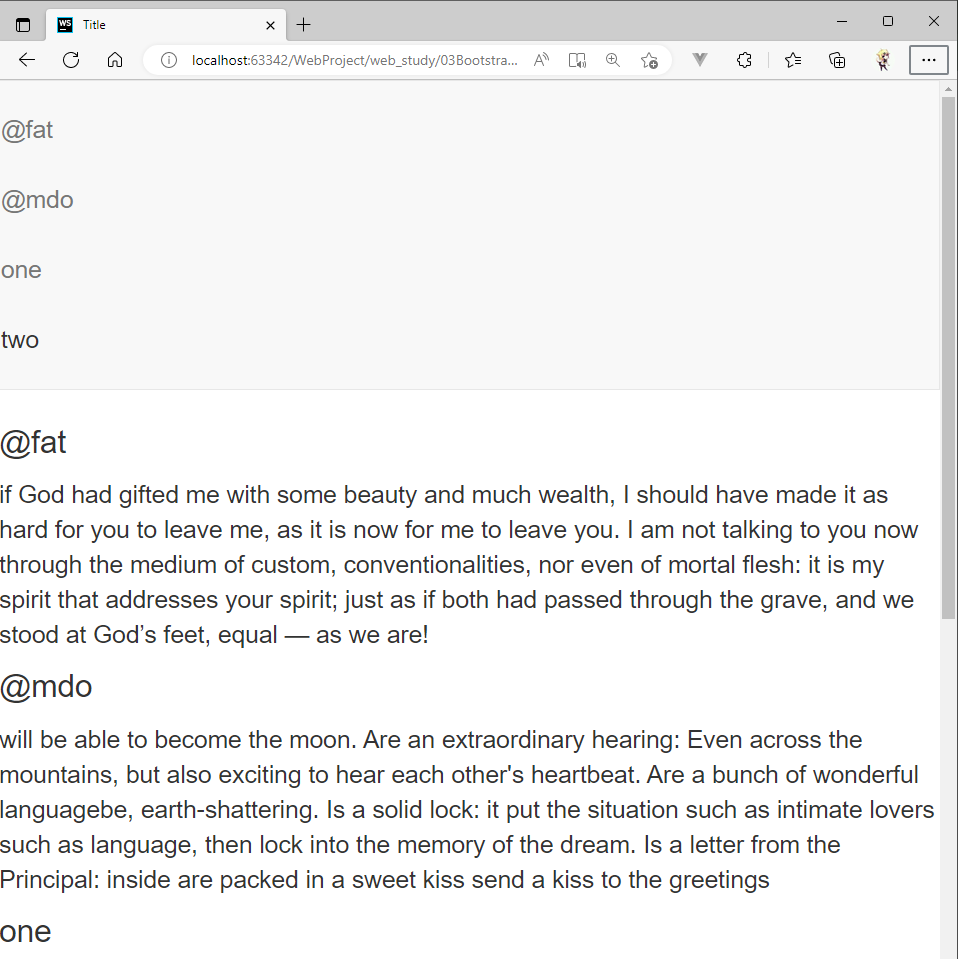 WS Title
localhost:63342/WebProject/web_study/03Bootstra...
@fat
@mdo
one
two
@fat
if God had gifted me with some beauty and much wealth, I should have made it as
hard for you to leave me, as it is now for me to leave you. I am not talking to you now
through the medium of custom, conventionalities, nor even of mortal flesh: it is my
spirit that addresses your spirit; just as if both had passed through the grave, and we
stood at God’s feet, equal — as we are!
@mdo
will be able to become the moon. Are an extraordinary hearing: Even across the
mountains, but also exciting to hear each other's heartbeat. Are a bunch of wonderful
languagebe, earth-shattering. Is a solid lock: it put the situation such as intimate lovers
such as language, then lock into the memory of the dream. Is a letter from the
Principal: inside are packed in a sweet kiss send a kiss to the greetings
one